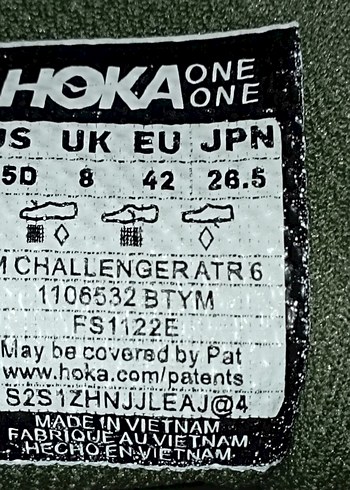 HOKA ONE ONE
US UK EU JPN
5D 8 42 26.5
M CHALLENGER ATR 6
1106532 BTYM
FS1122E
May be covered by Pat
www.hoka.com/patents
S2S1ZHNJJLEAJ@4
MADE IN VIETNAM
FABRIQUE AU VIETNAM
HECHO EN VIETNAM